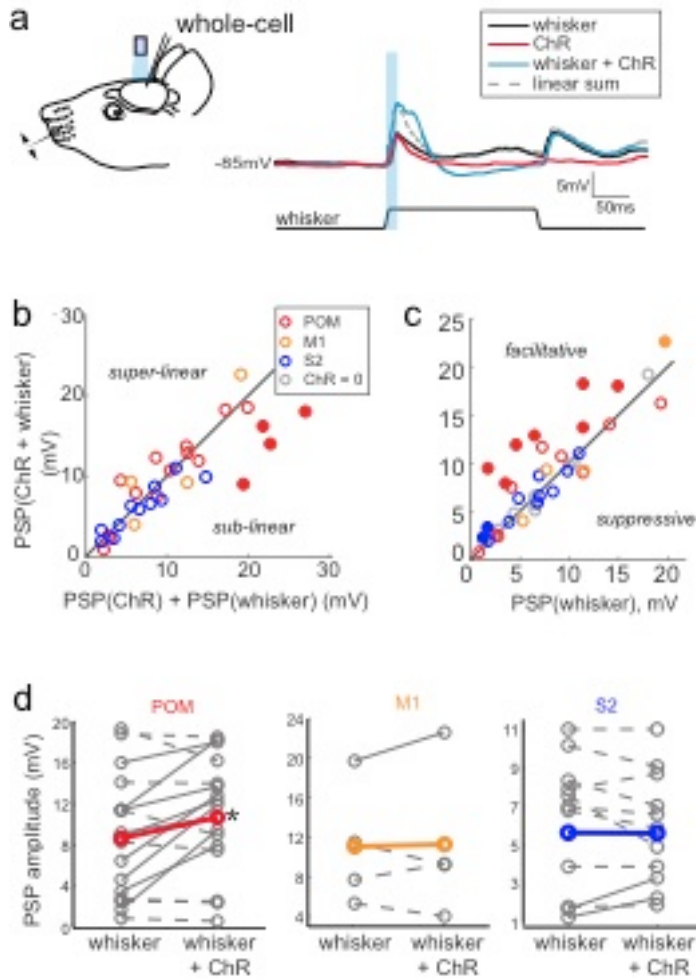 a
whole-cell
whisker
ChR
whisker + ChR
linear sum
-85mV
5mV
50ms
whisker
b
30
20
10
0
0
10
20
30
PSP(ChR + whisker)
(mV)
PSP(ChR) + PSP(whisker) (mV)
super-linear
sub-linear
POM
M1
S2
ChR = 0
c
25
20
15
10
5
0
0
5
10
15
20
PSP(whisker), mV
facilitative
suppressive
d
POM
M1
S2
PSP amplitude (mV)
20
16
12
8
4
0
24
20
16
12
8
4
11
9
7
5
3
1
*
whisker
whisker
+ ChR
whisker
whisker
+ ChR
whisker
whisker
+ ChR